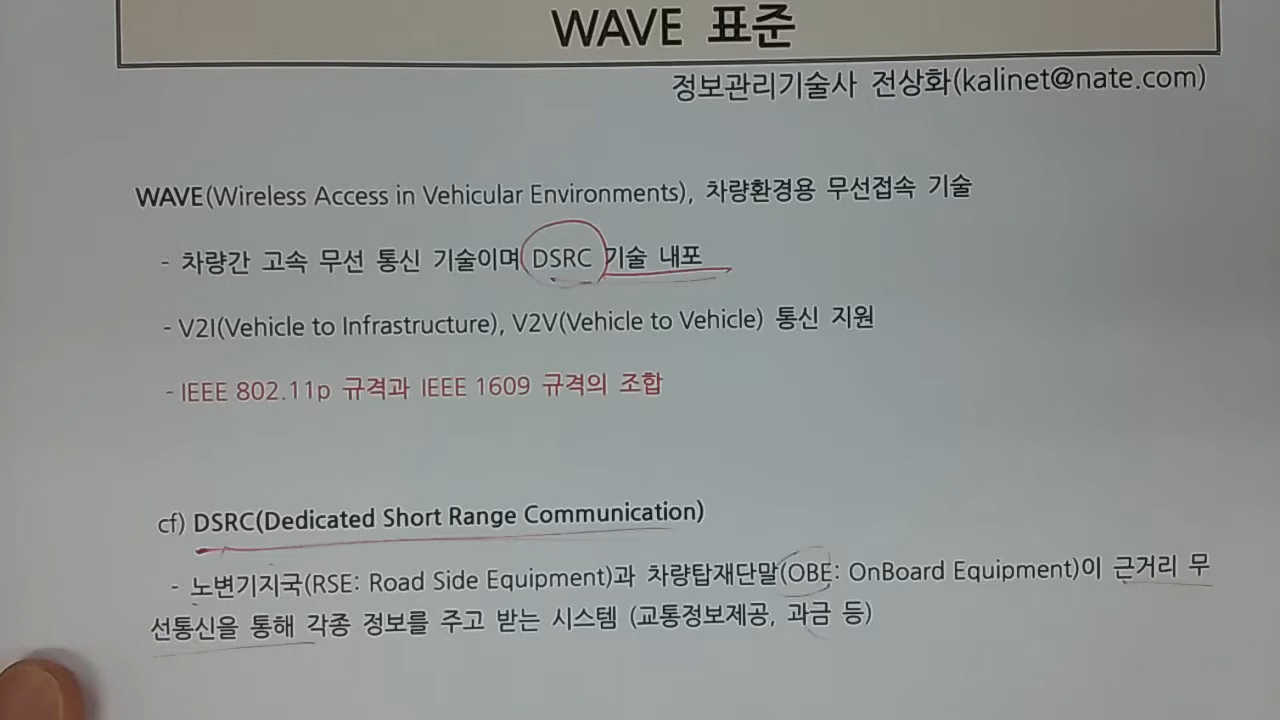 WAVE 표준
정보관리기술사 전상화(kalinet@nate.com)
WAVE(Wireless Access in Vehicular Environments), 차량환경용 무선접속 기술
- 차량간 고속 무선 통신 기술이며 DSRC 기술 내포
- V2I(Vehicle to Infrastructure), V2V(Vehicle to Vehicle) 통신 지원
- IEEE 802.11p 규격과 IEEE 1609 규격의 조합
cf) DSRC(Dedicated Short Range Communication)
- 노변기지국(RSE: Road Side Equipment)과 차량탑재단말(OBE: OnBoard Equipment)이 근거리 무
선통신을 통해 각종 정보를 주고 받는 시스템 (교통정보제공, 과금 등)